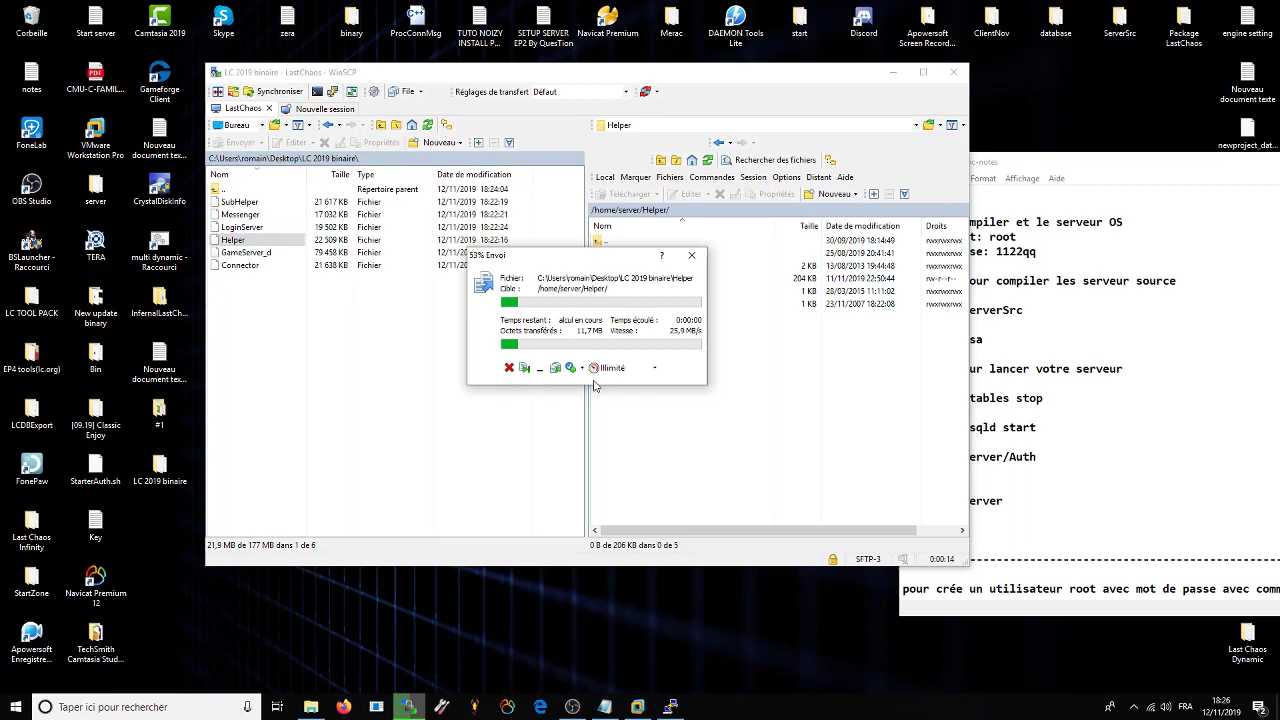 Corbeille
Start server
Camtasia 2019
Skype
zera
binary
ProcConnMsg
TUTO NOIZY
INSTALL P...
SETUP SERVER
EP2 By QuesTion
Navicat Premium
Merac
DAEMON Tools
Lite
start
Discord
Apowersoft
Screen Record...
ClientNov
database
ServerSrc
Package
LastChaos
engine setting
notes
CMU-C-FAMIL...
Gameforge
Client
FoneLab
VMware
Workstation Pro
Nouveau
document tex...
OBS Studio
server
CrystalDiskInfo
BSLauncher -
Raccourci
TERA
multi dynamic -
Raccourci
LC TOOL PACK
New update
binary
InfernalLastCh...
EP4 tools(lc.org)
Bin
Nouveau
document tex...
LCDBExport
[09.19] Classic
Enjoy
#1
FonePaw
StarterAuth.sh
LC 2019 binaire
Last Chaos
Infinity
Key
StartZone
Navicat Premium
12
Apowersoft
Enregistre...
TechSmith
Camtasia Stud...
Nouveau
document texte
newproject_dat...
Last Chaos
Dynamic
LC 2019 binaire - LastChaos - WinSCP
Synchroniser
File
Réglages de transfert Défaut
LastChaos
Nouvelle session
Bureau
Helper
Envoyer
Editer
Propriétés
Nouveau
Rechercher des fichiers
C:\Users\romain\Desktop\LC 2019 binaire\
Local Marquer Fichiers Commandes Session Options Distant Aide
Nom Taille Type Date de modification
.. Répertoire parent 12/11/2019 18:24:04
SubHelper 21 617 KB Fichier 12/11/2019 18:22:19
Messenger 17 032 KB Fichier 12/11/2019 18:22:21
LoginServer 19 502 KB Fichier 12/11/2019 18:22:24
Helper 22 509 KB Fichier 12/11/2019 18:22:16
GameServer_d 79 458 KB Fichier
Connector 21 638 KB Fichier
Télécharger Editer Propriétés Nouveau
/home/server/Helper/
Nom Taille Date de modification Droits
.. 30/09/2019 18:14:49 rwxrwxrwx
25/08/2019 20:41:41 rwxrwxrwx
2 KB 13/08/2013 19:44:48 rwxrwxrwx
204 KB 11/11/2019 22:50:44 rw-r--r--
1 KB 28/03/2015 11:11:02 rwxrwxrwx
1 KB 23/11/2007 18:22:08 rwxrwxrwx
53% Envoi
Fichier: C:\Users\romain\Desktop\LC 2019 binaire\Helper
Cible : /home/server/Helper/
Temps restant : alcul en cours Temps écoulé : 0:00:00
Octets transférés : 11,7 MB Vitesse : 25,9 MB/s
Illimité
21,9 MB de 177 MB dans 1 de 6
0 B de 206 KB dans 0 de 5
SFTP-3
0:00:14
c-notes
Format Affichage Aide
mpiler et le serveur OS
t: root
se: 1122qq
our compiler les serveur source
erverSrc
sa
ur lancer votre serveur
tables stop
sqld start
erver/Auth
erver
pour crée un utilisateur root avec mot de passe avec comm
Taper ici pour rechercher
FRA
18:26
12/11/2019
2